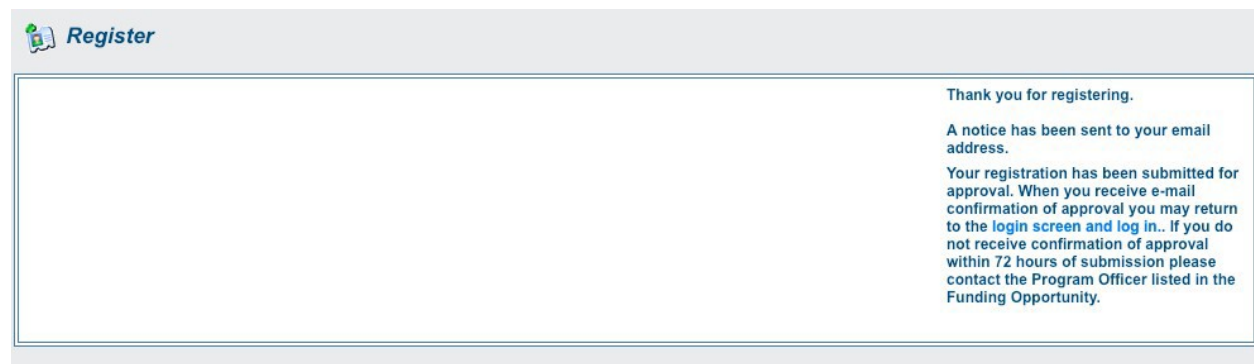 Register
Thank you for registering.
A notice has been sent to your email
address.
Your registration has been submitted for
approval. When you receive e-mail
confirmation of approval you may return
to the login screen and log in.. If you do
not receive confirmation of approval
within 72 hours of submission please
contact the Program Officer listed in the
Funding Opportunity.